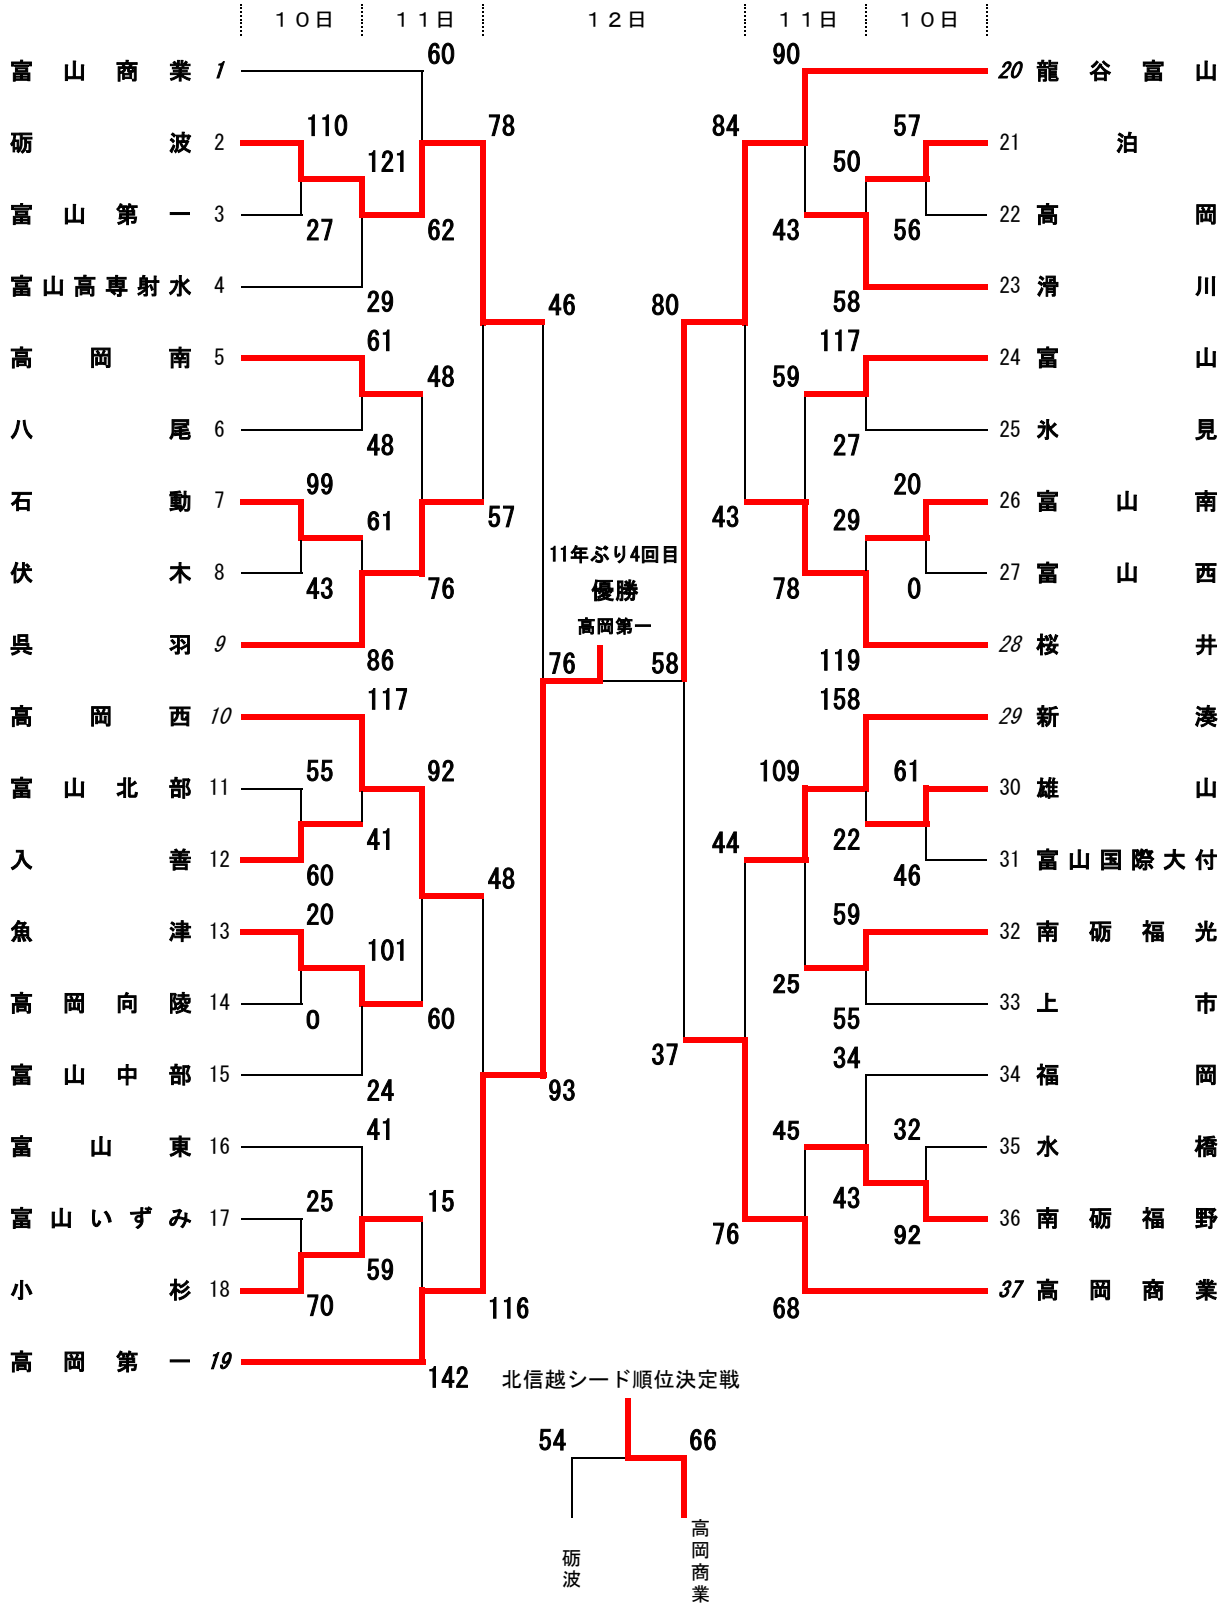 １０日 １１日 １２日 １１日 １０日
富山商業 1 60 90 20 龍谷富山
砺波 2 110 121 78 84 50 57 21 泊
富山第一 3 27 62 43 56 22 高岡
富山高専射水 4 29 46 80 58 23 滑川
高岡南 5 61 48 59 117 24 富山
八尾 6 48 27 25 氷見
石動 7 99 61 57 43 29 20 26 富山南
伏木 8 43 76 78 0 27 富山西
11年ぶり4回目
優勝
高岡第一
呉羽 9 86 76 58 119 28 桜井
高岡西 10 117 158 29 新湊
富山北部 11 55 92 109 61 30 雄山
入善 12 60 41 48 44 22 46 31 富山国際大付
魚津 13 20 101 59 32 南砺福光
高岡向陵 14 0 60 25 55 33 上市
富山中部 15 24 93 37 34 34 福岡
富山東 16 41 45 32 35 水橋
富山いずみ 17 25 15 76 43 92 36 南砺福野
小杉 18 70 59 116 68 37 高岡商業
高岡第一 19 142
北信越シード順位決定戦
54 66
砺波
高岡商業